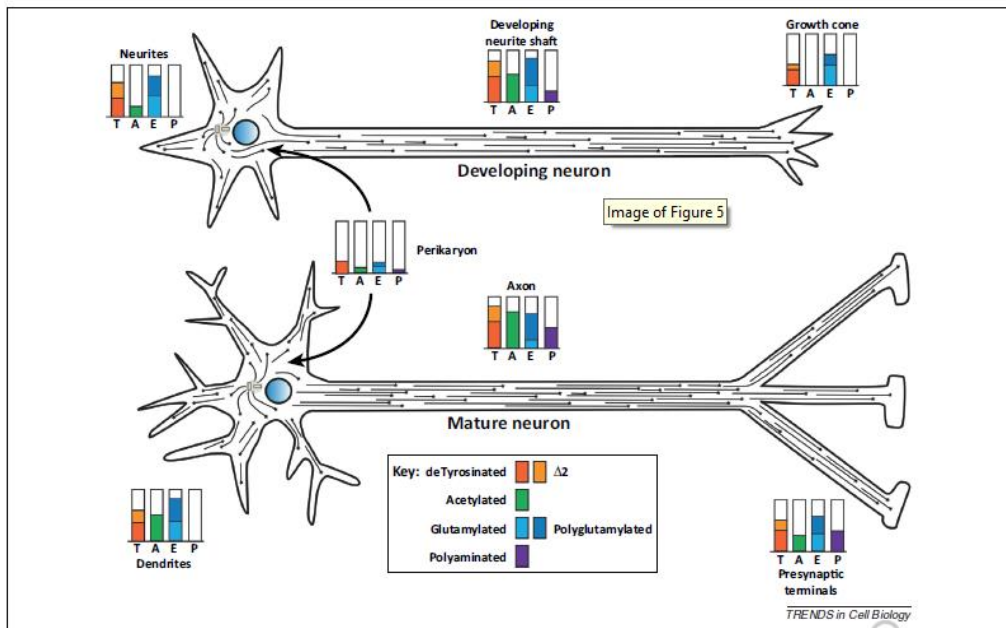 Neurites
T A E P
Developing
neurite shaft
T A E P
Growth cone
T A E P
Developing neuron
Image of Figure 5
T A E P
Perikaryon
Axon
T A E P
Mature neuron
Key: deTyrosinated Δ2
Acetylated
Glutamylated Polyglutamylated
Polyaminated
T A E P
Dendrites
T A E P
Presynaptic
terminals
TRENDS in Cell Biology